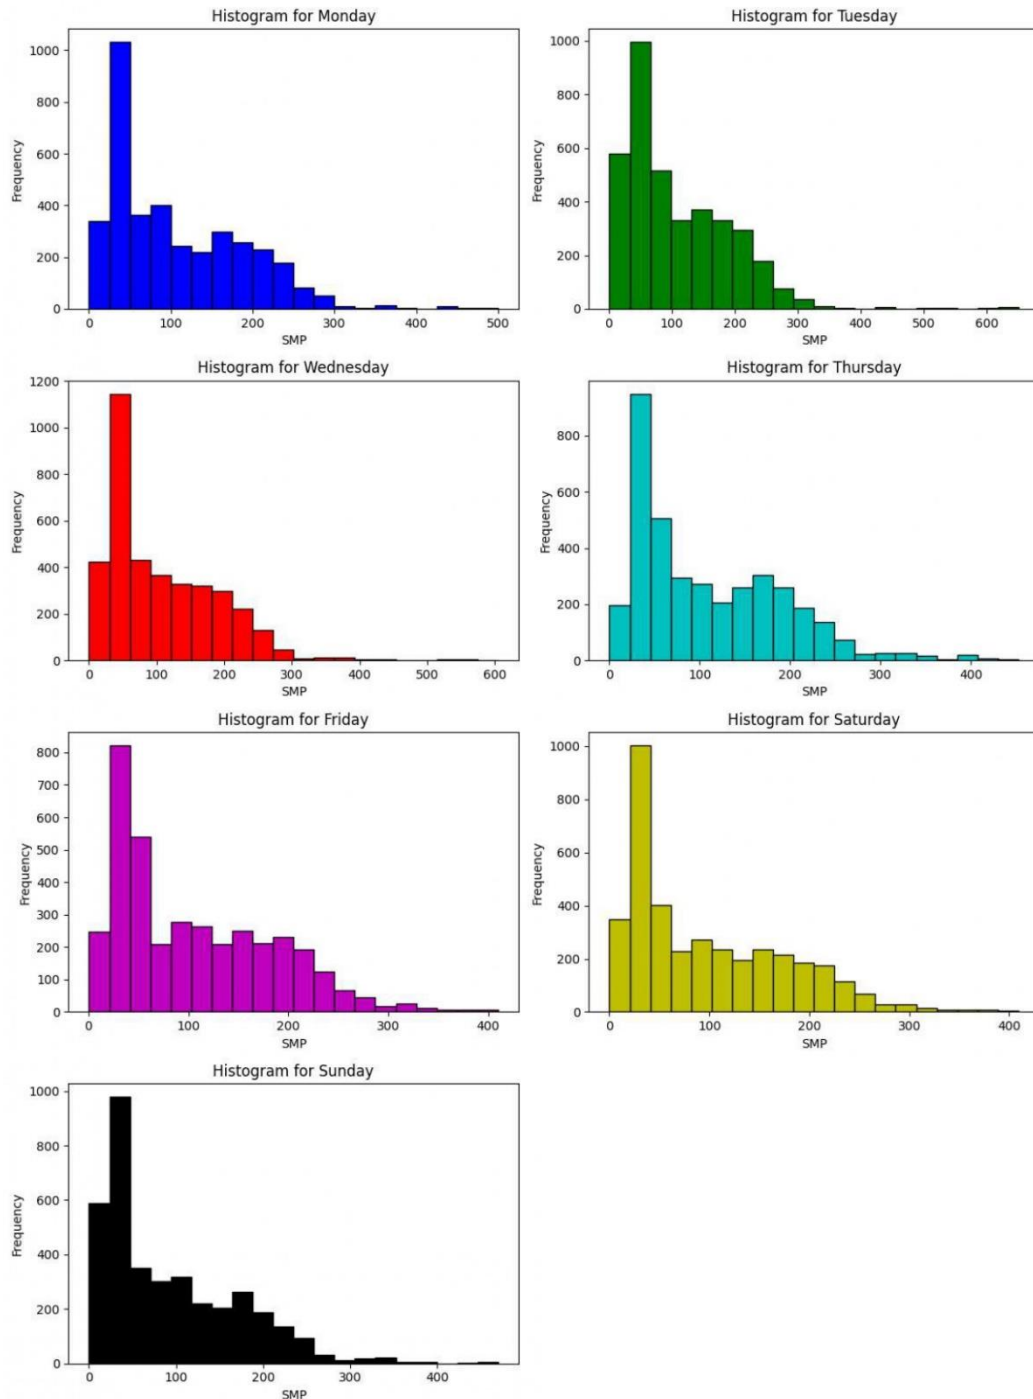 Histogram for Monday
1000
800
600
400
200
0
Frequency
0 100 200 300 400 500
SMP
Histogram for Tuesday
1000
800
600
400
200
0
Frequency
0 100 200 300 400 500 600
SMP
Histogram for Wednesday
1200
1000
800
600
400
200
0
Frequency
0 100 200 300 400 500 600
SMP
Histogram for Thursday
800
600
400
200
0
Frequency
0 100 200 300 400
SMP
Histogram for Friday
800
700
600
500
400
300
200
100
0
Frequency
0 100 200 300 400
SMP
Histogram for Saturday
1000
800
600
400
200
0
Frequency
0 100 200 300 400
SMP
Histogram for Sunday
1000
800
600
400
200
0
Frequency
0 100 200 300 400
SMP